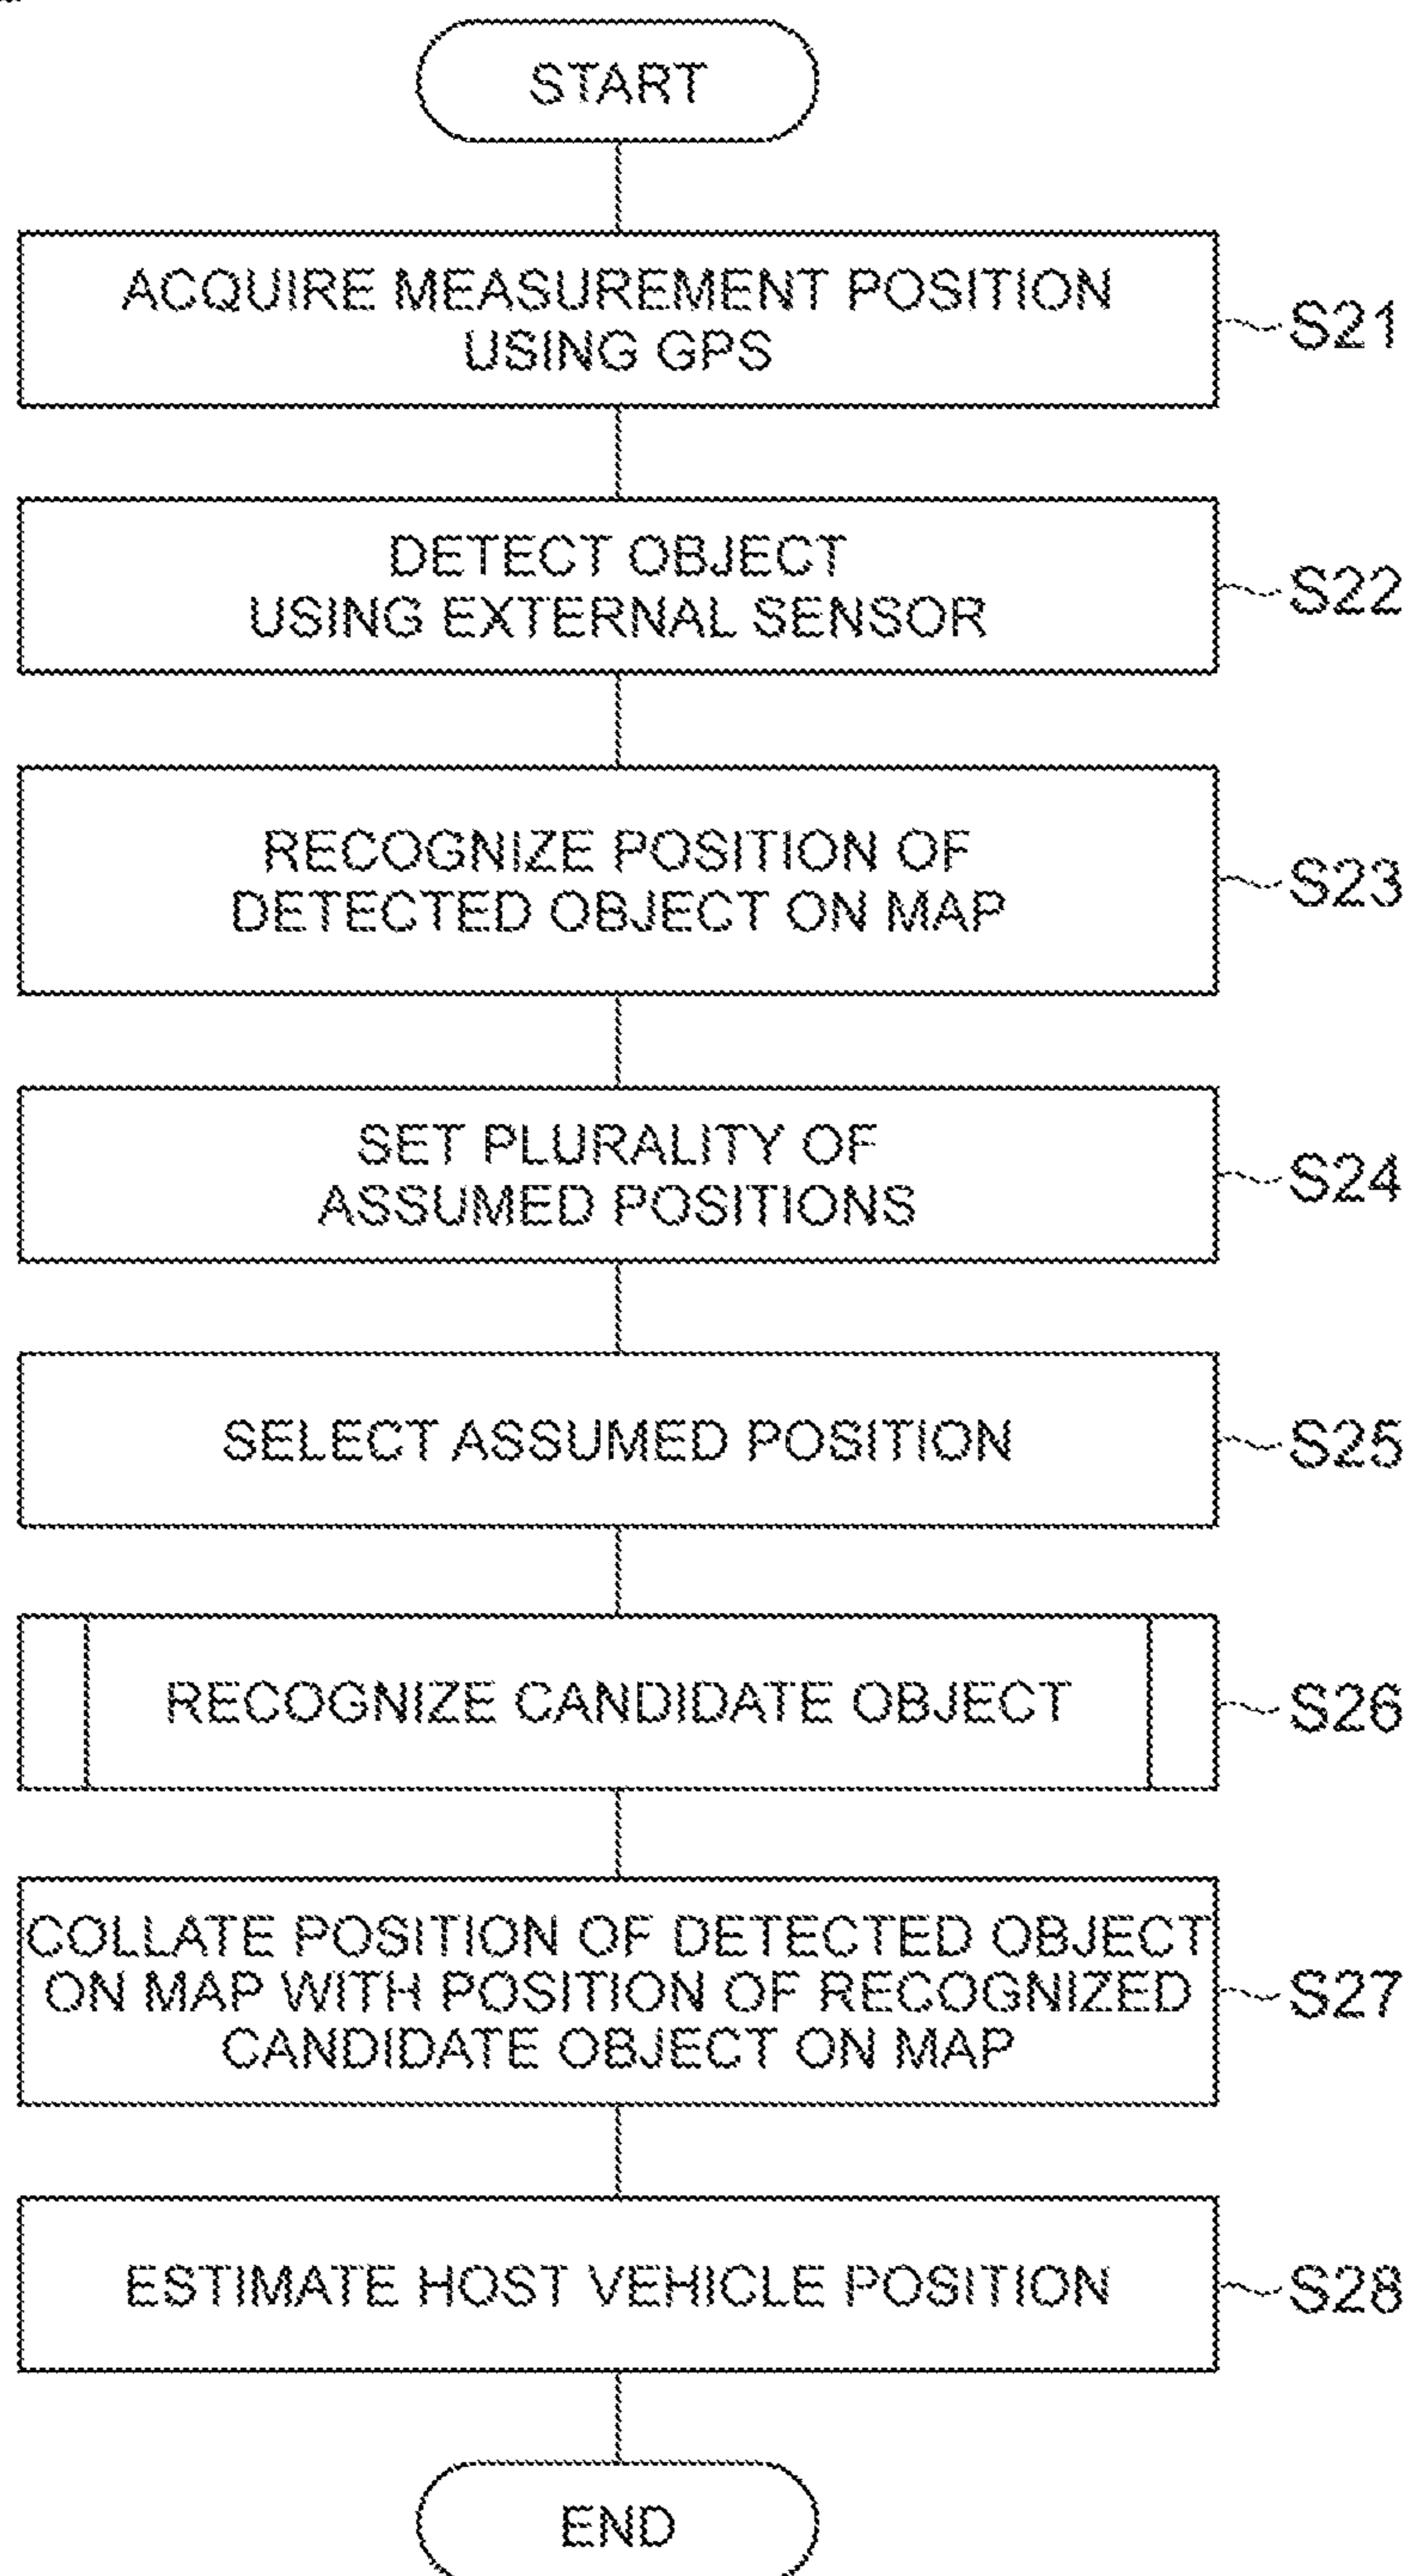 START
ACQUIRE MEASUREMENT POSITION
USING GPS
S21
DETECT OBJECT
USING EXTERNAL SENSOR
S22
RECOGNIZE POSITION OF
DETECTED OBJECT ON MAP
S23
SET PLURALITY OF
ASSUMED POSITIONS
S24
SELECT ASSUMED POSITION
S25
RECOGNIZE CANDIDATE OBJECT
S26
COLLATE POSITION OF DETECTED OBJECT
ON MAP WITH POSITION OF RECOGNIZED
CANDIDATE OBJECT ON MAP
S27
ESTIMATE HOST VEHICLE POSITION
S28
END